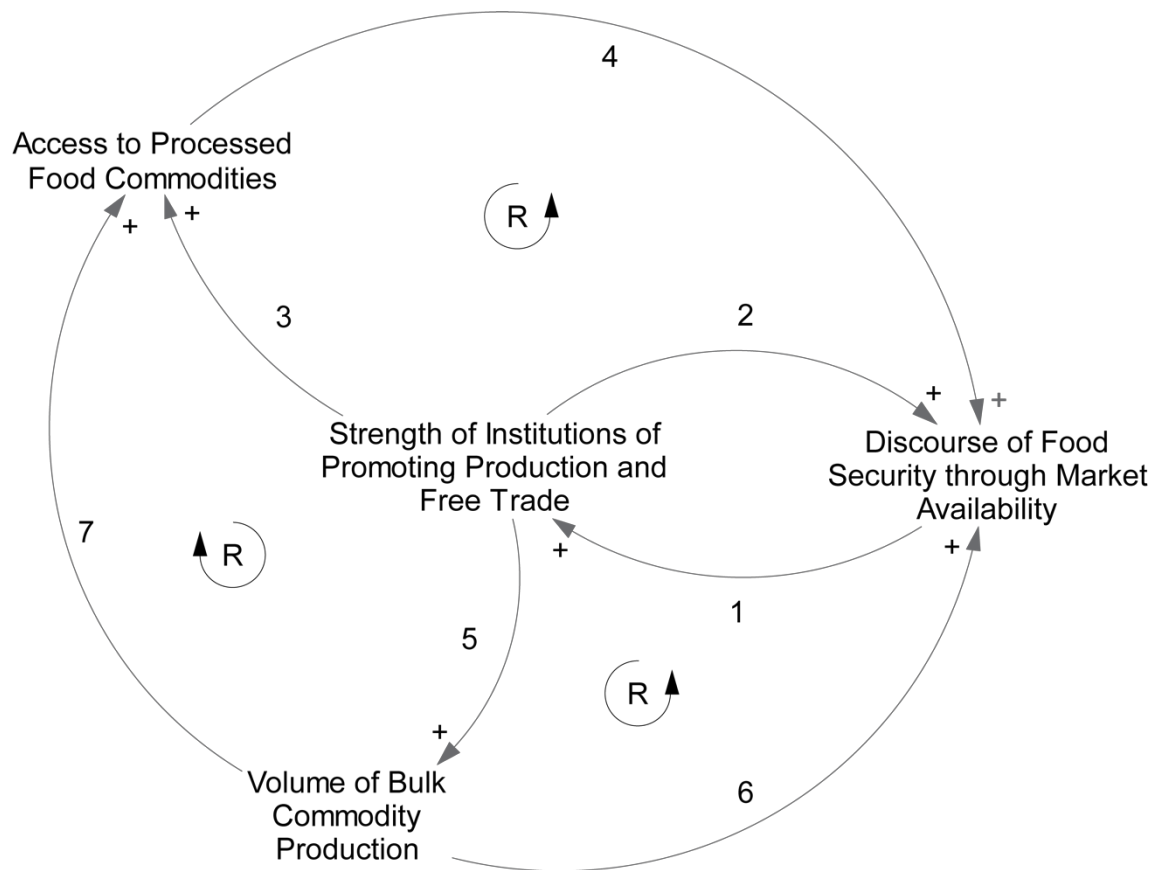 4
Access to Processed
Food Commodities
+
+
R
3
2
+
+
Strength of Institutions of
Promoting Production and
Free Trade
Discourse of Food
Security through Market
Availability
7
R
+
+
5
1
R
+
Volume of Bulk
Commodity
Production
6